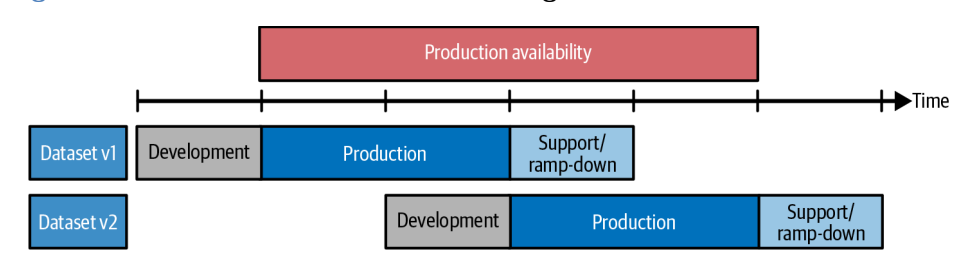 Production availability
Time
Dataset v1
Development
Production
Support/
ramp-down
Dataset v2
Development
Production
Support/
ramp-down